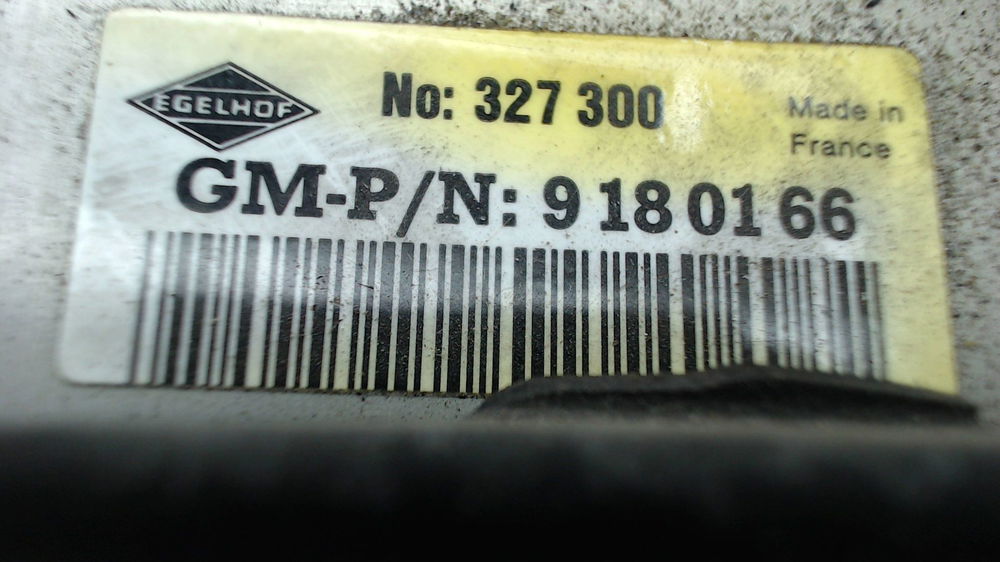 EGELHOF
No: 327 300
Made in
France
GM-P/N: 9 18 01 66